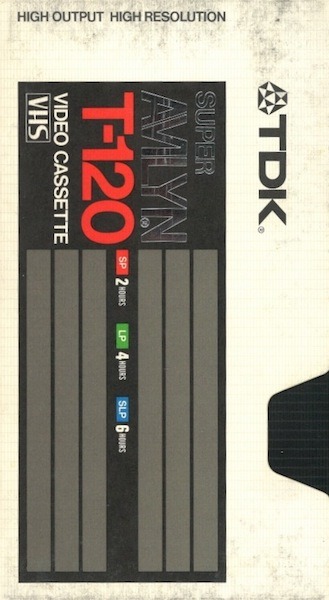 HIGH OUTPUT HIGH RESOLUTION
TDK®
SUPER
AVILYN®
T-120
VIDEO CASSETTE
VHS
SP 2 HOURS
LP 4 HOURS
SLP 6 HOURS